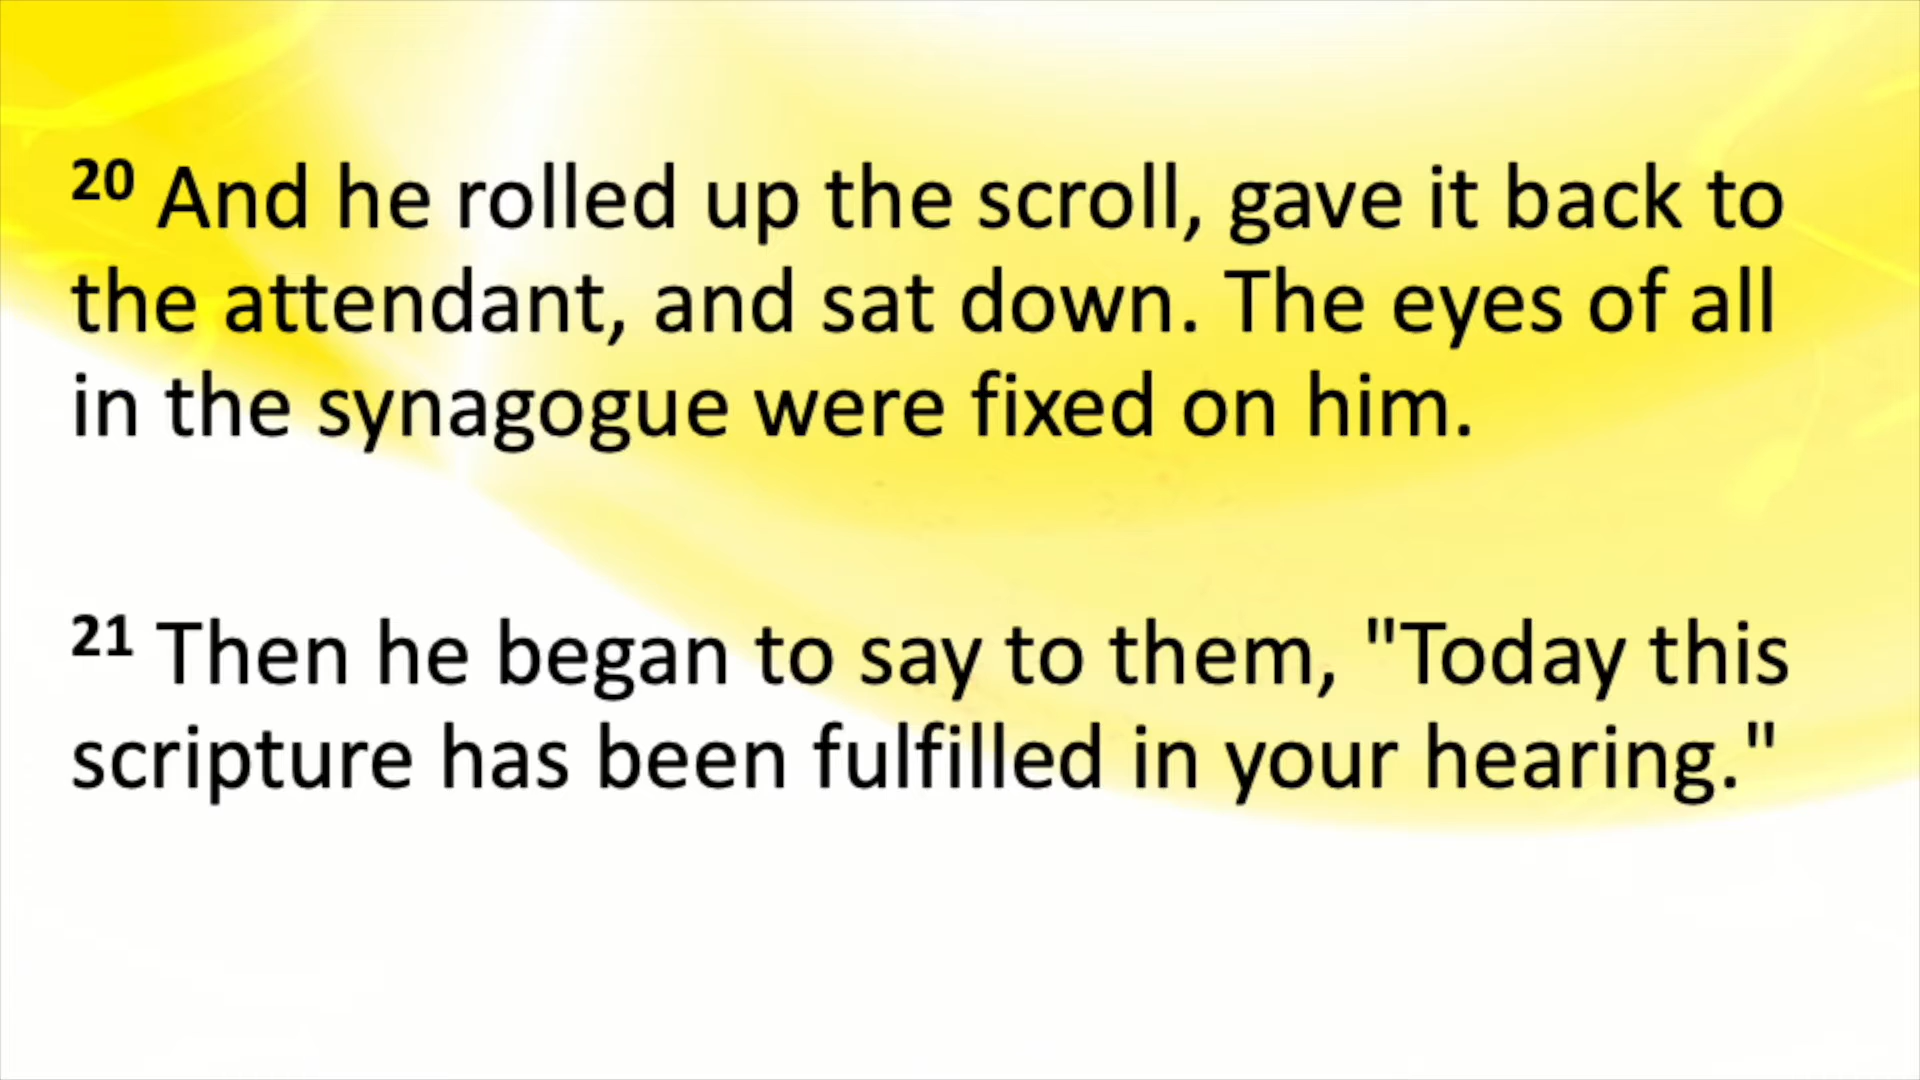 20 And he rolled up the scroll, gave it back to
the attendant, and sat down. The eyes of all
in the synagogue were fixed on him.
21 Then he began to say to them, "Today this
scripture has been fulfilled in your hearing."